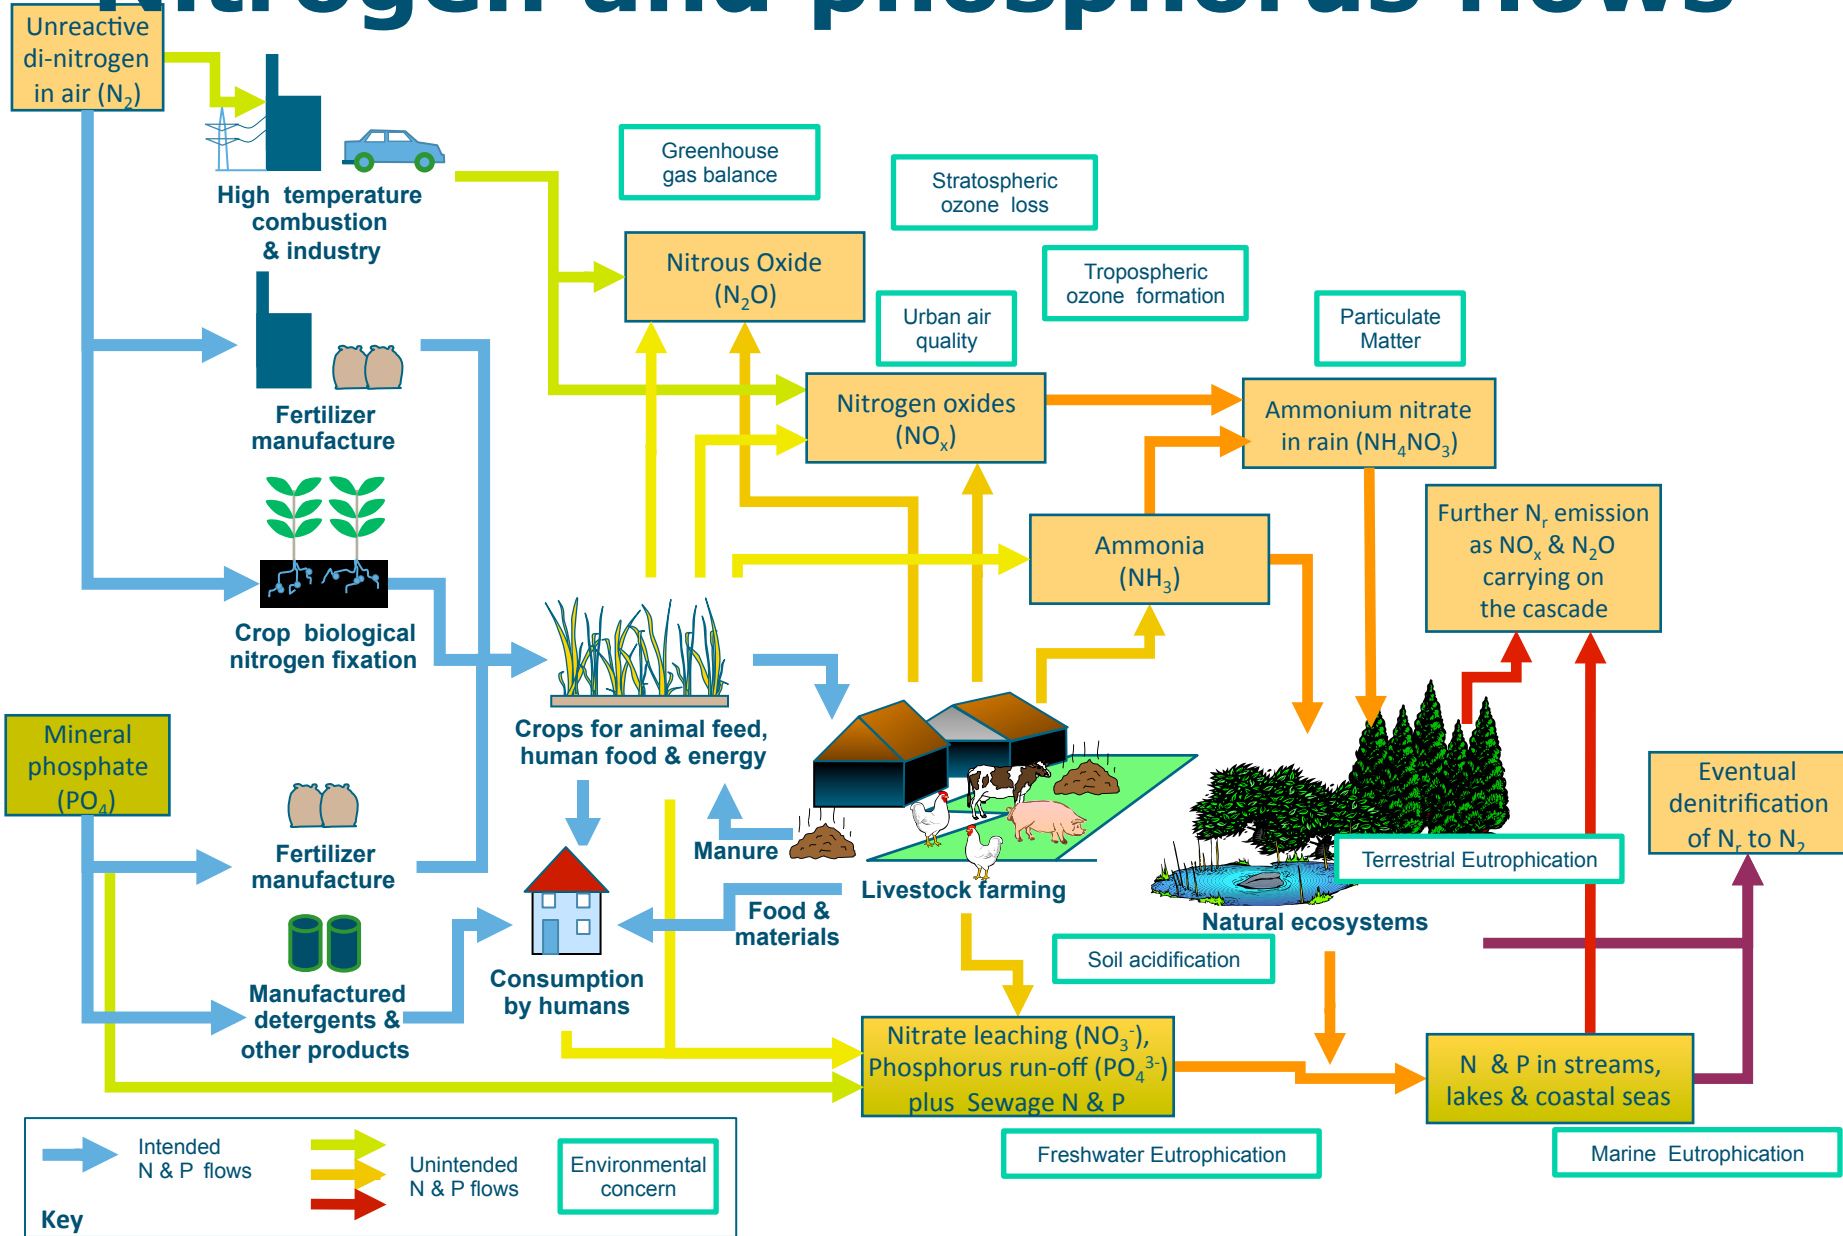 Nitrogen and phosphorus flows
Unreactive
di-nitrogen
in air (N₂)
High temperature
combustion
& industry
Greenhouse
gas balance
Stratospheric
ozone loss
Nitrous Oxide
(N₂O)
Tropospheric
ozone formation
Urban air
quality
Particulate
Matter
Fertilizer
manufacture
Nitrogen oxides
(NOₓ)
Ammonium nitrate
in rain (NH₄NO₃)
Further Nᵣ emission
as NOₓ & N₂O
carrying on
the cascade
Ammonia
(NH₃)
Crop biological
nitrogen fixation
Mineral
phosphate
(PO₄)
Crops for animal feed,
human food & energy
Eventual
denitrification
of Nᵣ to N₂
Fertilizer
manufacture
Manure
Livestock farming
Terrestrial Eutrophication
Natural ecosystems
Food &
materials
Soil acidification
Consumption
by humans
Manufactured
detergents &
other products
Nitrate leaching (NO₃⁻),
Phosphorus run-off (PO₄³⁻)
plus Sewage N & P
N & P in streams,
lakes & coastal seas
Freshwater Eutrophication
Marine Eutrophication
Intended
N & P flows
Unintended
N & P flows
Environmental
concern
Key